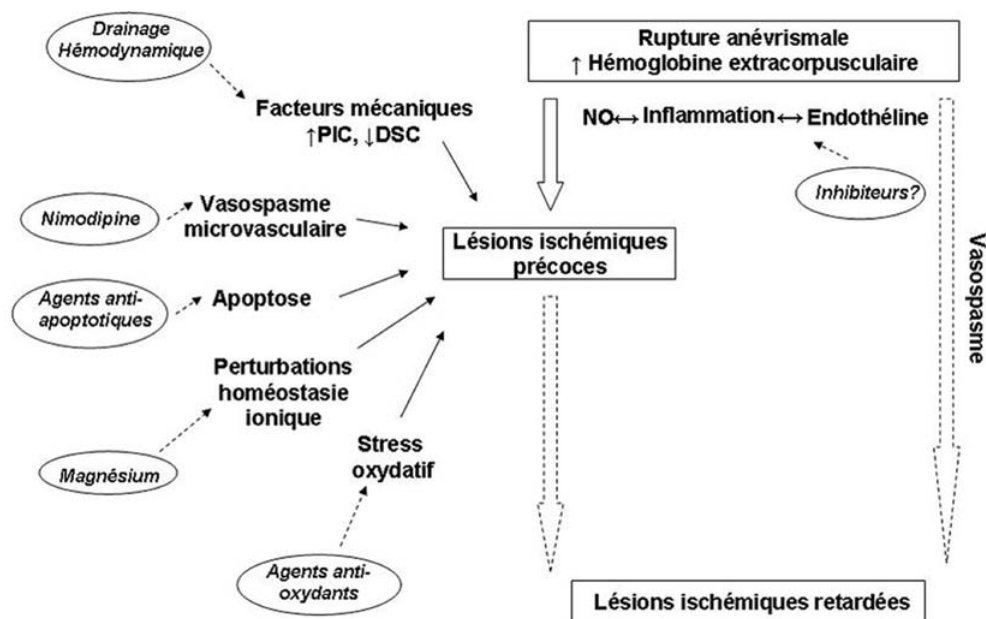 Drainage
Hémodynamique
Rupture anévrismale
↑ Hémoglobine extracorpusculaire
Facteurs mécaniques
↑PIC, ↓DSC
NO↔ Inflammation ↔ Endothéline
Inhibiteurs?
Nimodipine
Vasospasme
microvasculaire
Lésions ischémiques
précoces
Vasospasme
Agents anti-
apoptotiques
Apoptose
Perturbations
homéostasie
ionique
Magnésium
Stress
oxydatif
Agents anti-
oxydants
Lésions ischémiques retardées